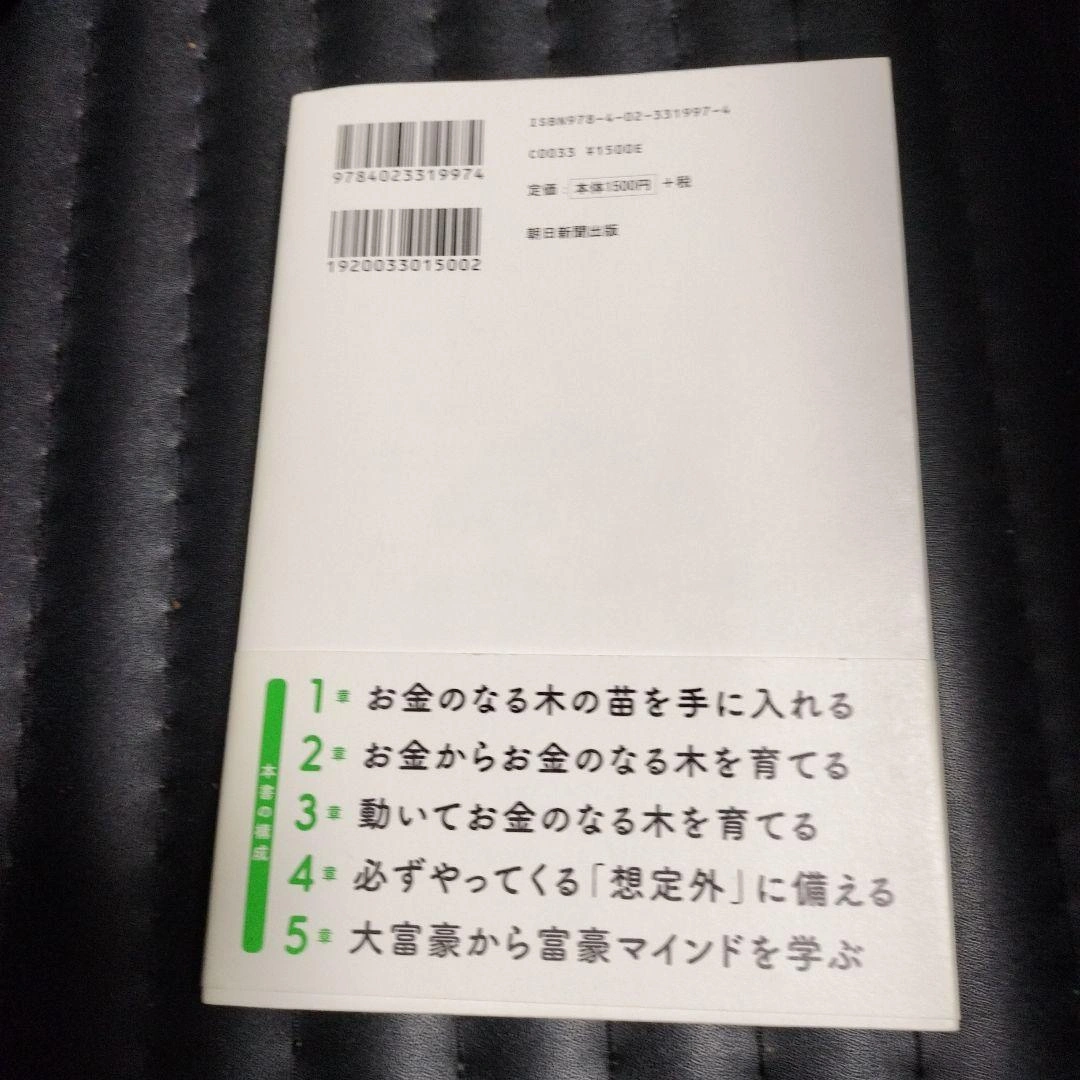 9784023319974
1920033015002
ISBN978-4-02-331997-4
C0033 ¥1500E
定価：本体1500円＋税
朝日新聞出版
本書の構成
1章 お金のなる木の苗を手に入れる
2章 お金からお金のなる木を育てる
3章 動いてお金のなる木を育てる
4章 必ずやってくる「想定外」に備える
5章 大富豪から富豪マインドを学ぶ